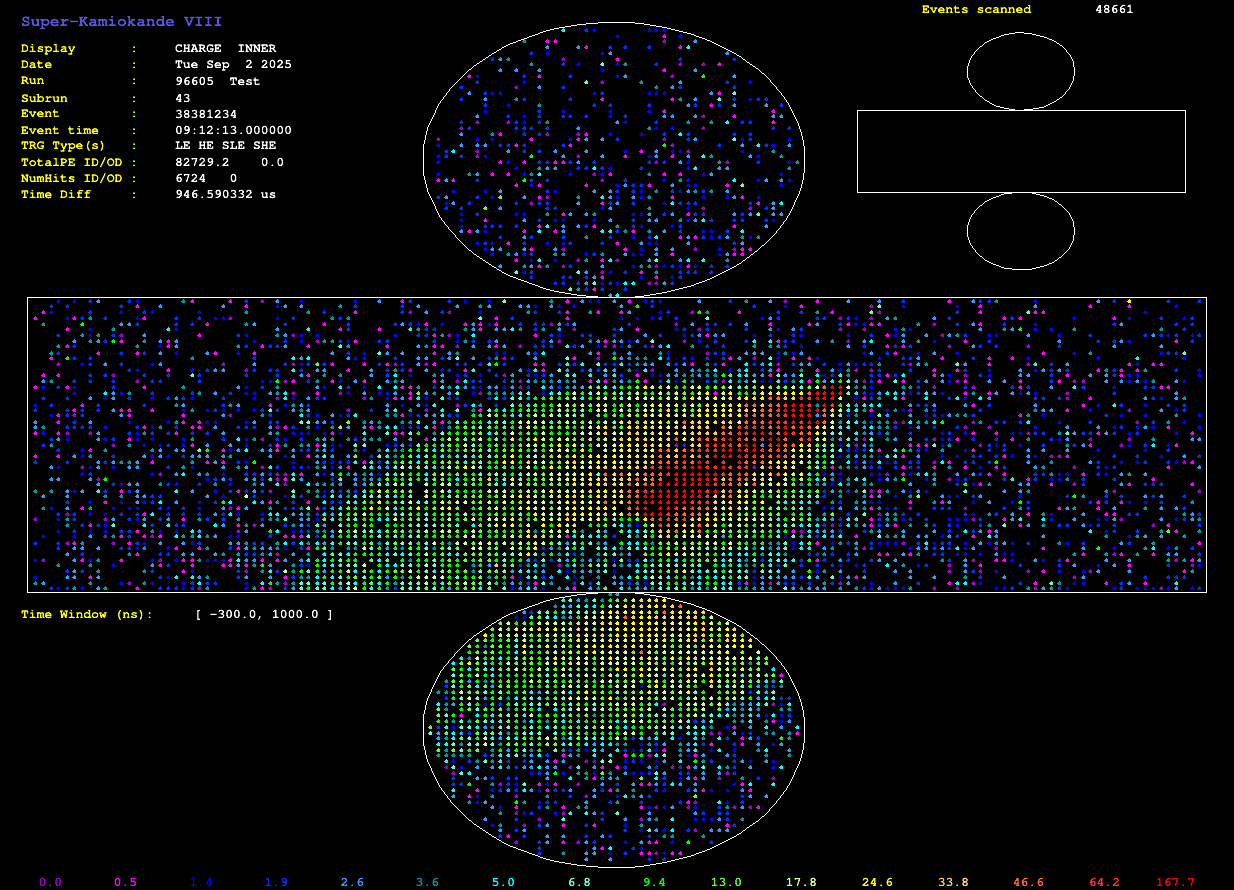 Super-Kamiokande VIII
Events scanned 48661
Display : CHARGE INNER
Date : Tue Sep 2 2025
Run : 96605 Test
Subrun : 43
Event : 38381234
Event time : 09:12:13.000000
TRG Type(s) : LE HE SLE SHE
TotalPE ID/OD : 82729.2 0.0
NumHits ID/OD : 6724 0
Time Diff : 946.590332 us
Time Window (ns): [ -300.0, 1000.0 ]
0.0 0.5 1.4 1.9 2.6 3.6 5.0 6.8 9.4 13.0 17.8 24.6 33.8 46.6 64.2 167.7